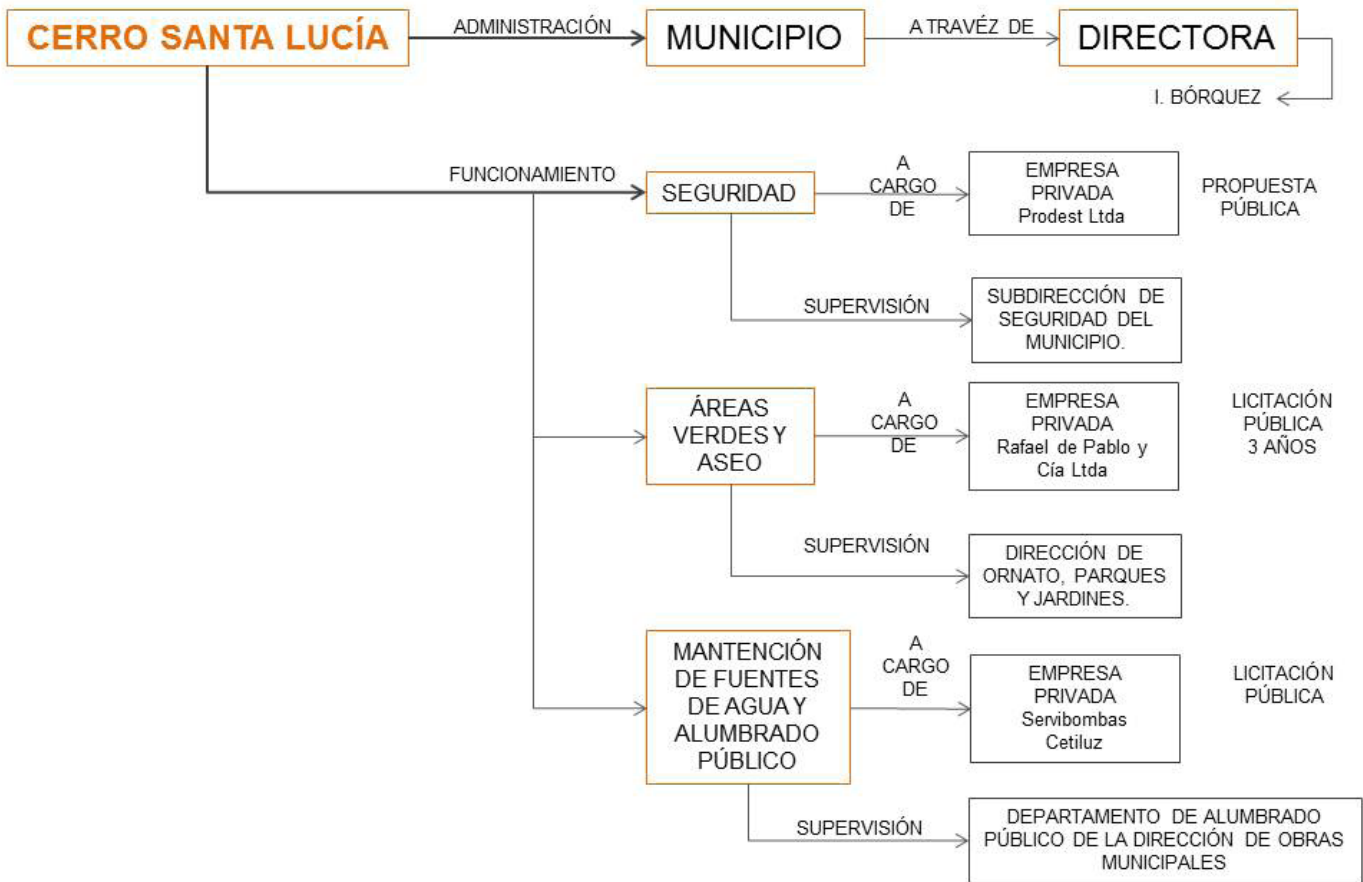 CERRO SANTA LUCÍA
ADMINISTRACIÓN
MUNICIPIO
A TRAVÉZ DE
DIRECTORA
I. BÓRQUEZ
FUNCIONAMIENTO
SEGURIDAD
A
CARGO
DE
EMPRESA
PRIVADA
Prodest Ltda
PROPUESTA
PÚBLICA
SUPERVISIÓN
SUBDIRECCIÓN DE
SEGURIDAD DEL
MUNICIPIO.
ÁREAS
VERDES Y
ASEO
A
CARGO
DE
EMPRESA
PRIVADA
Rafael de Pablo y
Cía Ltda
LICITACIÓN
PÚBLICA
3 AÑOS
SUPERVISIÓN
DIRECCIÓN DE
ORNATO, PARQUES
Y JARDINES.
MANTENCIÓN
DE FUENTES
DE AGUA Y
ALUMBRADO
PÚBLICO
A
CARGO
DE
EMPRESA
PRIVADA
Servibombas
Cetiluz
LICITACIÓN
PÚBLICA
SUPERVISIÓN
DEPARTAMENTO DE ALUMBRADO
PÚBLICO DE LA DIRECCIÓN DE OBRAS
MUNICIPALES